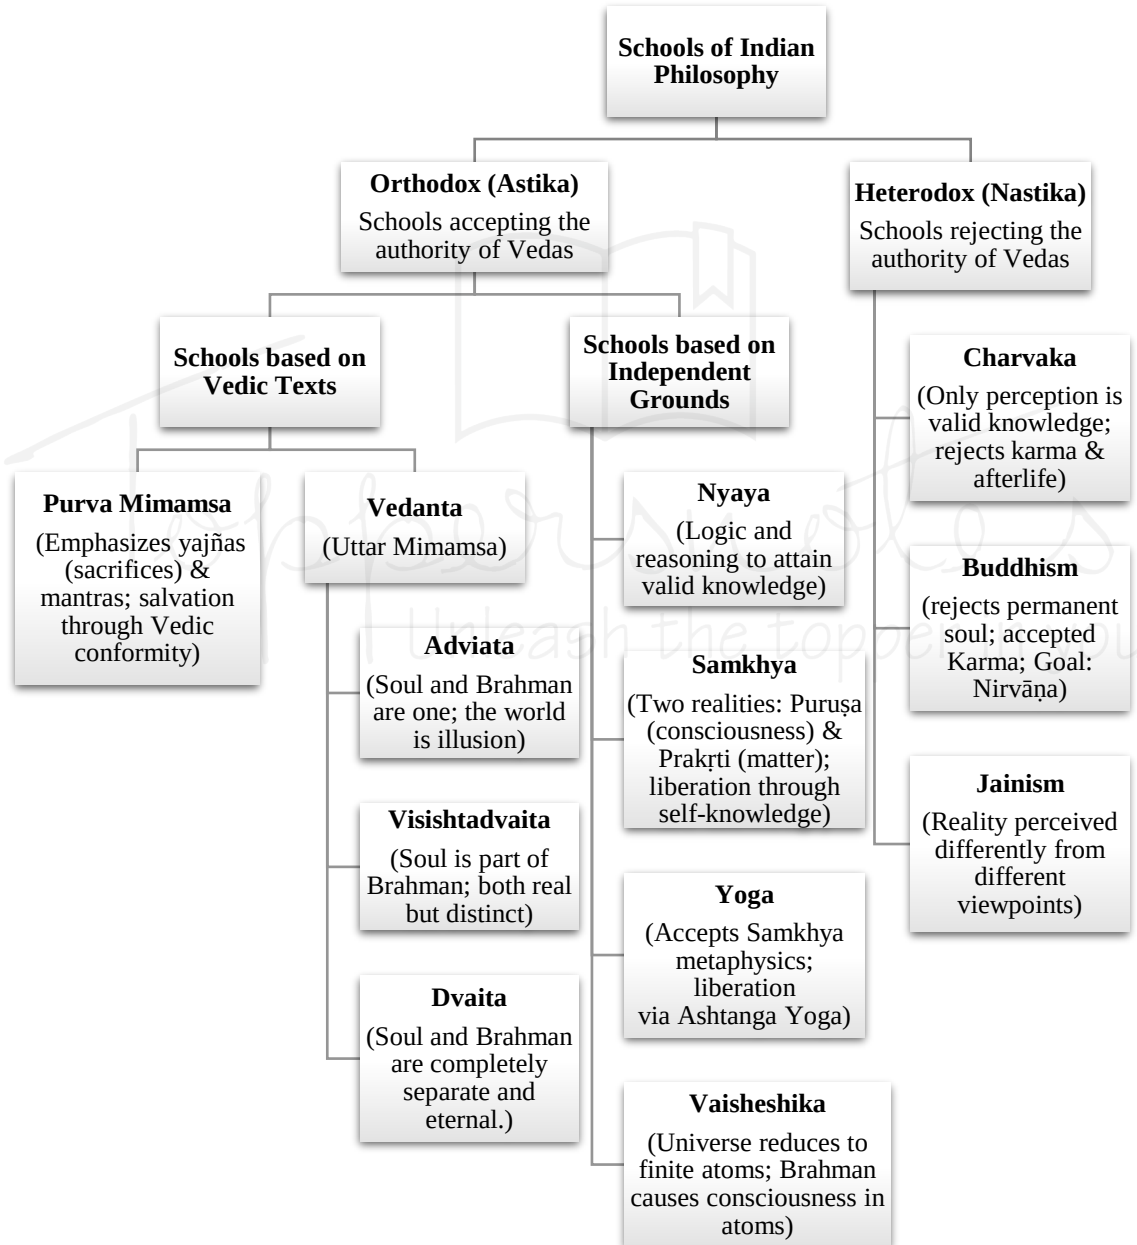 Schools of Indian
Philosophy
Orthodox (Astika)
Schools accepting the
authority of Vedas
Heterodox (Nastika)
Schools rejecting the
authority of Vedas
Schools based on
Vedic Texts
Schools based on
Independent
Grounds
Purva Mimamsa
(Emphasizes yajñas
(sacrifices) &
mantras; salvation
through Vedic
conformity)
Vedanta
(Uttar Mimamsa)
Adviata
(Soul and Brahman
are one; the world
is illusion)
Visishtadvaita
(Soul is part of
Brahman; both real
but distinct)
Dvaita
(Soul and Brahman
are completely
separate and
eternal.)
Nyaya
(Logic and
reasoning to attain
valid knowledge)
Samkhya
(Two realities: Puruṣa
(consciousness) &
Prakṛti (matter);
liberation through
self-knowledge)
Yoga
(Accepts Samkhya
metaphysics;
liberation
via Ashtanga Yoga)
Vaisheshika
(Universe reduces to
finite atoms; Brahman
causes consciousness in
atoms)
Charvaka
(Only perception is
valid knowledge;
rejects karma &
afterlife)
Buddhism
(rejects permanent
soul; accepted
Karma; Goal:
Nirvāṇa)
Jainism
(Reality perceived
differently from
different
viewpoints)
Toppersnotes
Unleash the topper in you